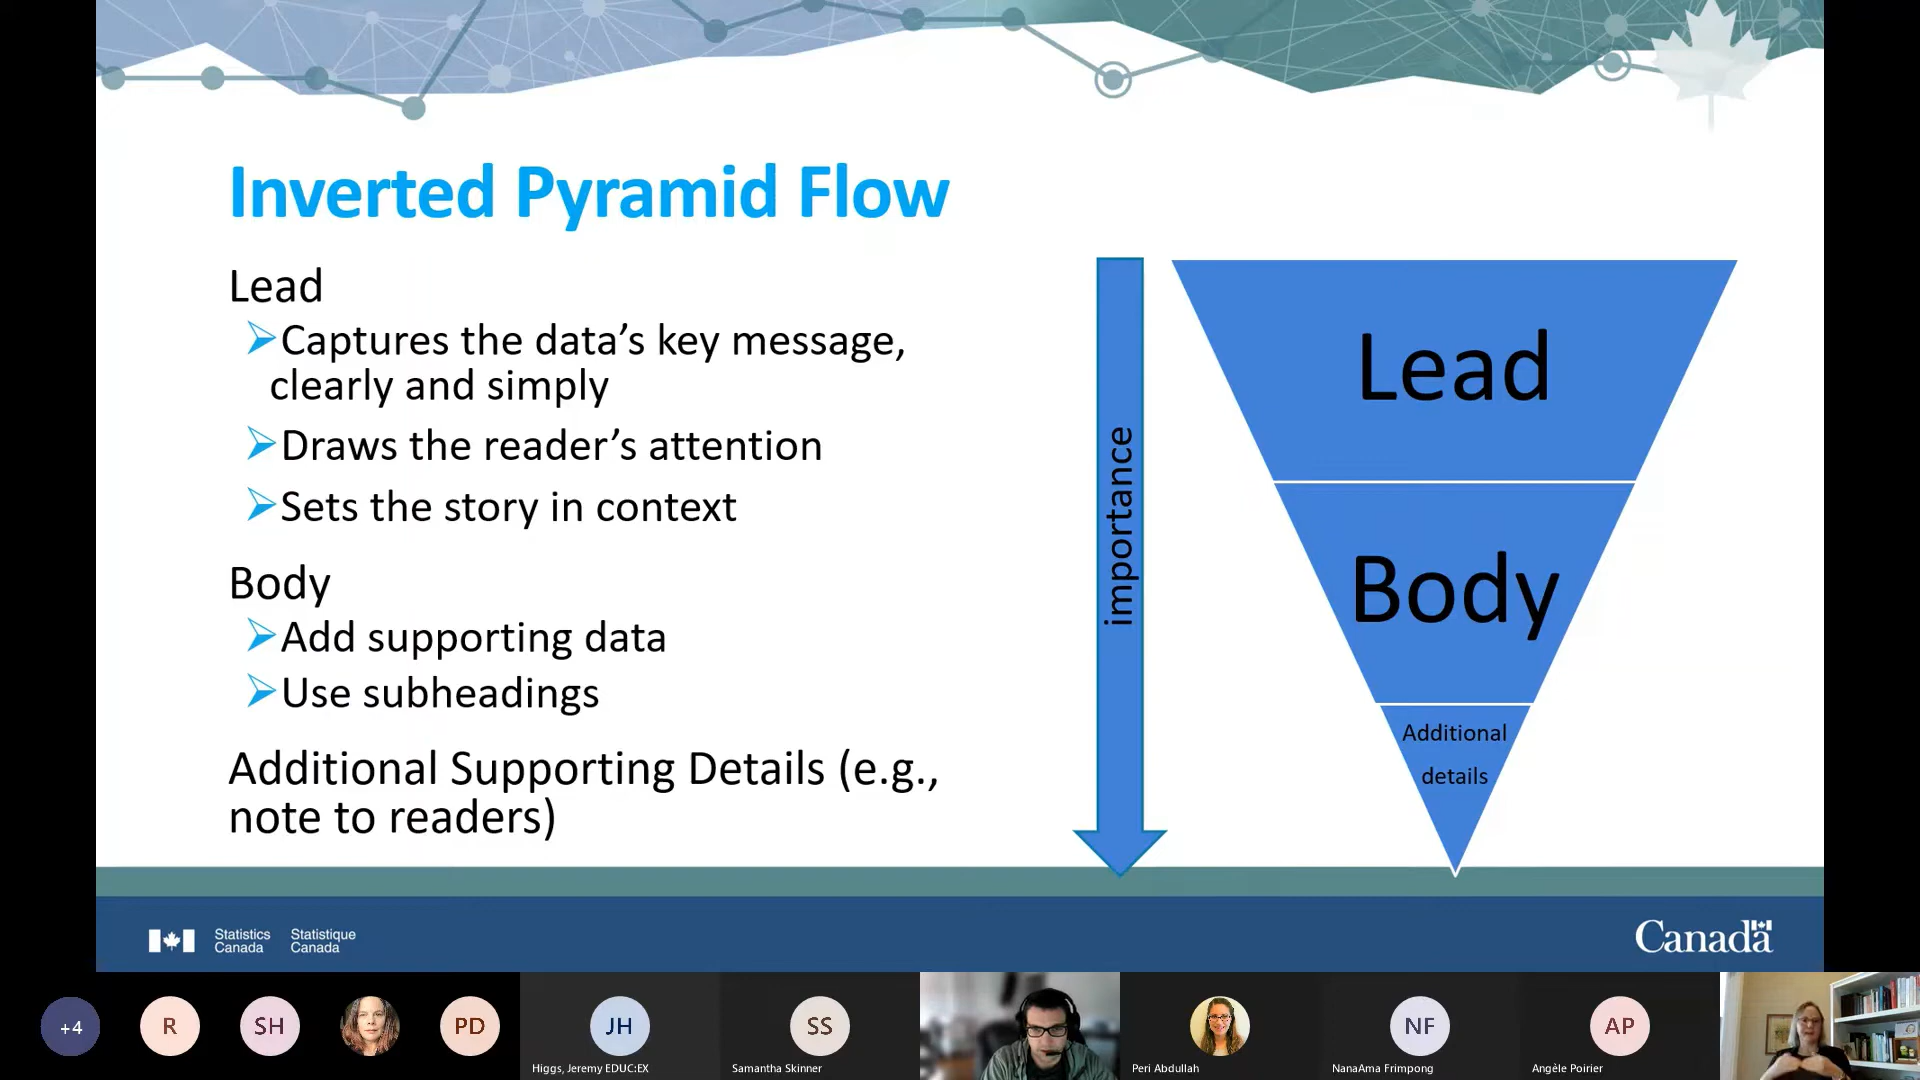 Inverted Pyramid Flow
Lead
Captures the data’s key message,
clearly and simply
Draws the reader’s attention
Sets the story in context
Body
Add supporting data
Use subheadings
Additional Supporting Details (e.g.,
note to readers)
importance
Lead
Body
Additional
details
Statistics Statistique
Canada Canada
Canada
+4
R
SH
PD
JH
SS
NF
AP
Higgs, Jeremy EDUC:EX
Samantha Skinner
Peri Abdullah
NanaAma Frimpong
Angèle Poirier